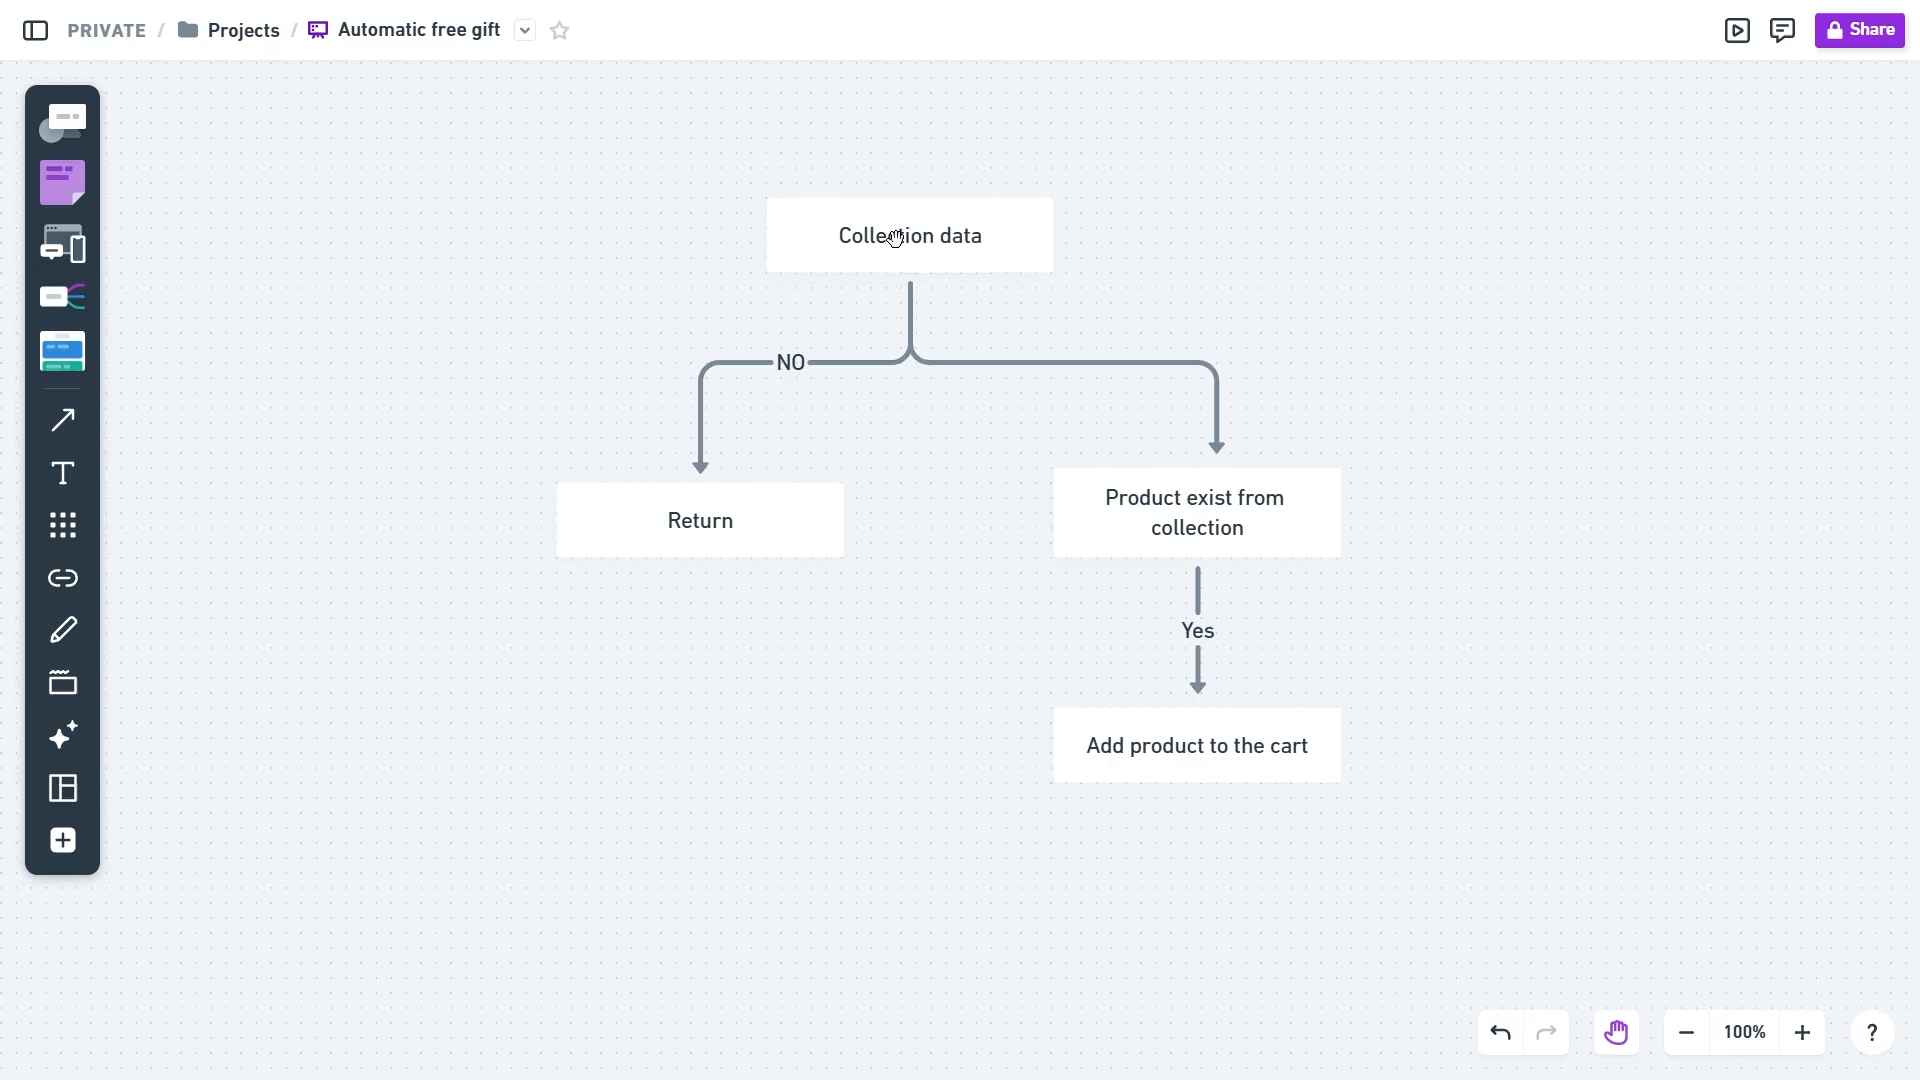 PRIVATE / Projects / Automatic free gift
Share
Collection data
NO
Return
Product exist from
collection
Yes
Add product to the cart
100%
?